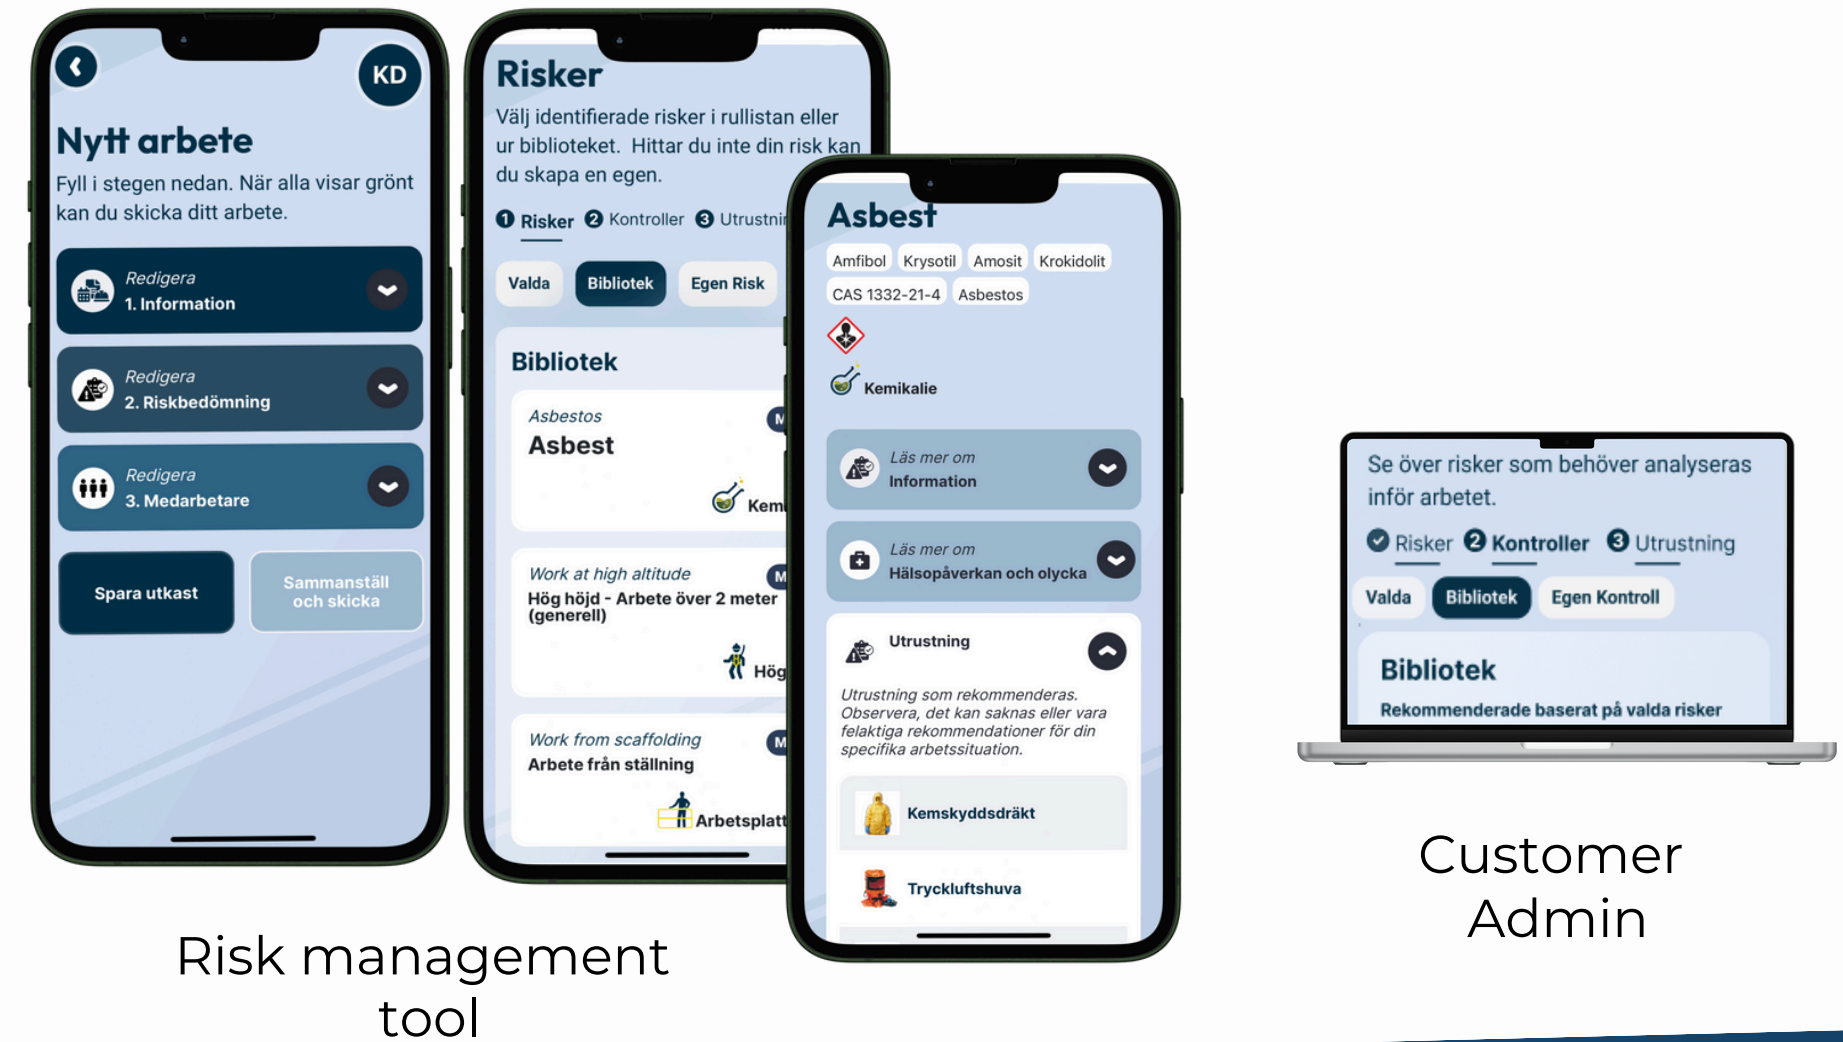 KD
Nytt arbete
Fyll i stegen nedan. När alla visar grönt
kan du skicka ditt arbete.
Redigera
1. Information
Redigera
2. Riskbedömning
Redigera
3. Medarbetare
Spara utkast
Sammanställ
och skicka
Risker
Välj identifierade risker i rullistan eller
ur biblioteket. Hittar du inte din risk kan
du skapa en egen.
1 Risker 2 Kontroller 3
Valda Bibliotek Egen Risk
Bibliotek
Asbestos
Asbest
Work at high altitude
Hög höjd - Arbete över 2 meter
(generell)
Hög
Work from scaffolding
Arbete från ställning
Asbest
Amfibol Krysotil Amosit Krokidolit
CAS 1332-21-4 Asbestos
Kemikalie
Läs mer om
Information
Läs mer om
Hälsopåverkan och olycka
Utrustning
Utrustning som rekommenderas.
Observera, det kan saknas eller vara
felaktiga rekommendationer för din
specifika arbetssituation.
Kemskyddsdräkt
Tryckluftshuva
Risk management
tool
Se över risker som behöver analyseras
inför arbetet.
Risker 2 Kontroller 3 Utrustning
Valda Bibliotek Egen Kontroll
Bibliotek
Rekommenderade baserat på valda risker
Customer
Admin